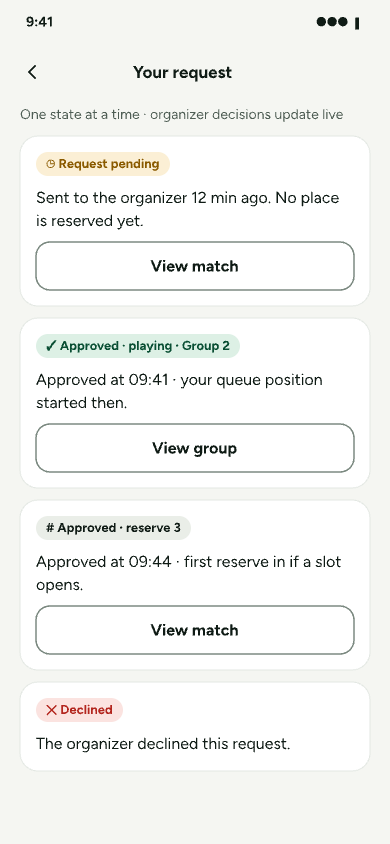 9:41
Your request
One state at a time · organizer decisions update live
Request pending
Sent to the organizer 12 min ago. No place
is reserved yet.
View match
✓ Approved · playing · Group 2
Approved at 09:41 · your queue position
started then.
View group
# Approved · reserve 3
Approved at 09:44 · first reserve in if a slot
opens.
View match
Declined
The organizer declined this request.